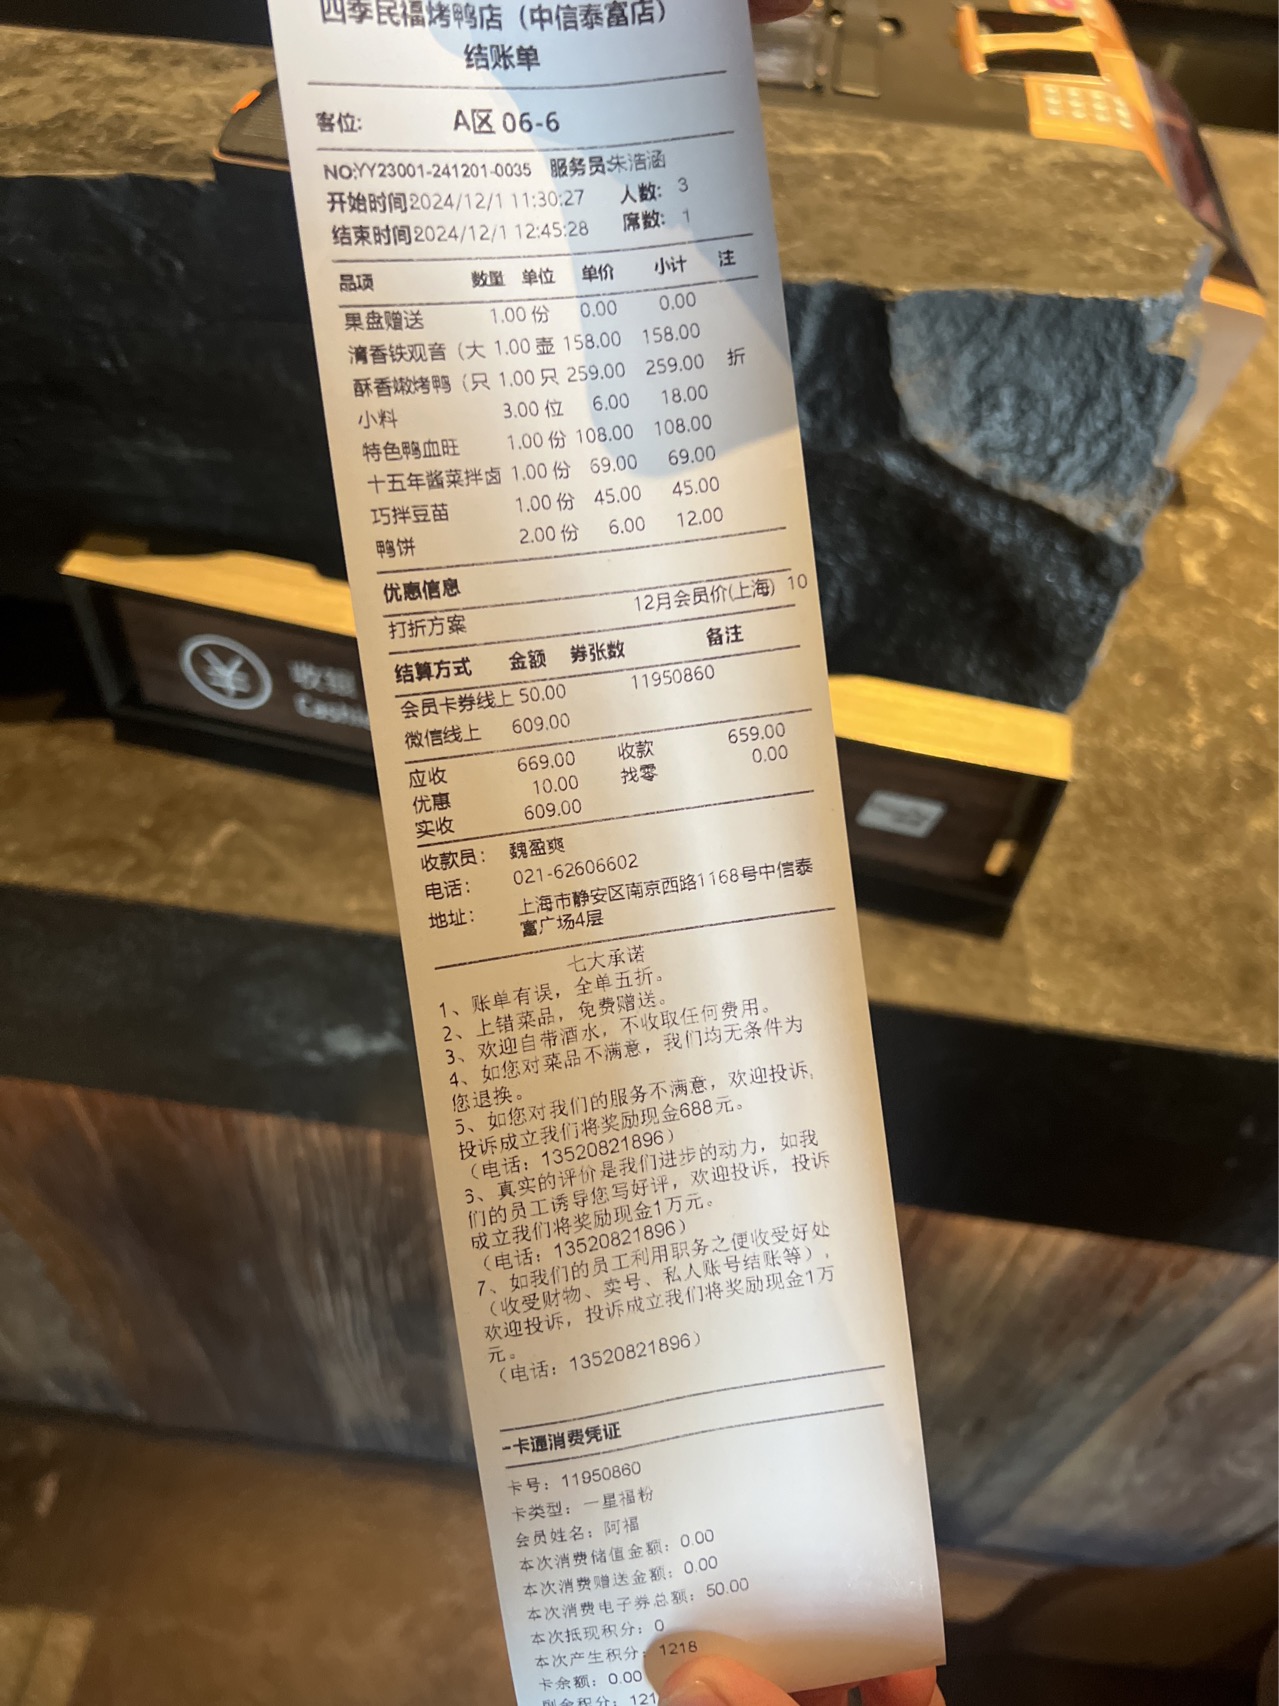 四季民福烤鸭店（中信泰富店）
结账单
客位: A区 06-6
NO:YY23001-241201-0035 服务员:朱浩涵
开始时间2024/12/1 11:30:27 人数: 3
结束时间2024/12/1 12:45:28 席数: 1
品项 数量 单位 单价 小计 注
果盘赠送 1.00 份 0.00 0.00
清香铁观音（大 1.00 壶 158.00 158.00
酥香嫩烤鸭（只 1.00 只 259.00 259.00 折
小料 3.00 位 6.00 18.00
特色鸭血旺 1.00 份 108.00 108.00
十五年酱菜拌卤 1.00 份 69.00 69.00
巧拌豆苗 1.00 份 45.00 45.00
鸭饼 2.00 份 6.00 12.00
优惠信息
打折方案 12月会员价(上海) 10
结算方式 金额 券张数 备注
会员卡券线上 50.00 11950860
微信线上 609.00
应收 669.00 收款 659.00
优惠 10.00 找零 0.00
实收 609.00
收款员: 魏盈爽
电话: 021-62606602
地址: 上海市静安区南京西路1168号中信泰
富广场4层
七大承诺
1、账单有误，全单五折。
2、上错菜品，免费赠送。
3、欢迎自带酒水，不收取任何费用。
4、如您对菜品不满意，我们均无条件为
您退换。
5、如您对我们的服务不满意，欢迎投诉,
投诉成立我们将奖励现金688元。
（电话：13520821896）
3、真实的评价是我们进步的动力，如我
们的员工诱导您写好评，欢迎投诉，投诉
成立我们将奖励现金1万元。
（电话：13520821896）
7、如我们的员工利用职务之便收受好处
（收受财物、卖号、私人账号结账等），
欢迎投诉，投诉成立我们将奖励现金1万
元。
（电话：13520821896）
-卡通消费凭证
卡号：11950860
卡类型：一星福粉
会员姓名：阿福
本次消费储值金额：0.00
本次消费赠送金额：0.00
本次消费电子券总额：50.00
本次抵现积分：0
本次产生积分：1218
卡余额：0.00
收银